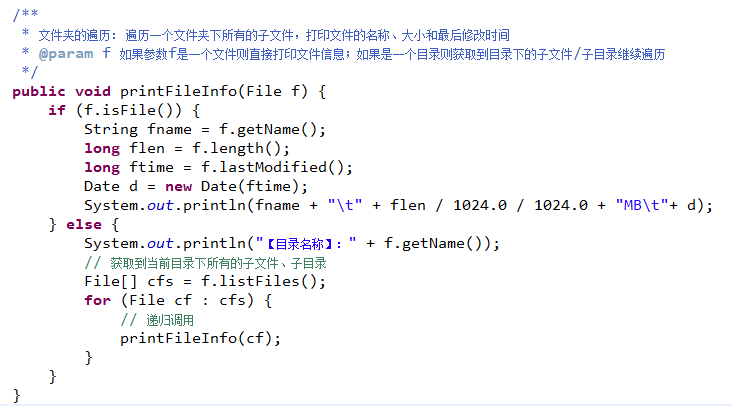 /**
 * 文件夹的遍历: 遍历一个文件夹下所有的子文件，打印文件的名称、大小和最后修改时间
 * @param f 如果参数f是一个文件则直接打印文件信息；如果是一个目录则获取到目录下的子文件/子目录继续遍历
 */
public void printFileInfo(File f) {
    if (f.isFile()) {
        String fname = f.getName();
        long flen = f.length();
        long ftime = f.lastModified();
        Date d = new Date(ftime);
        System.out.println(fname + "\t" + flen / 1024.0 / 1024.0 + "MB\t"+ d);
    } else {
        System.out.println("【目录名称】：" + f.getName());
        // 获取到当前目录下所有的子文件、子目录
        File[] cfs = f.listFiles();
        for (File cf : cfs) {
            // 递归调用
            printFileInfo(cf);
        }
    }
}